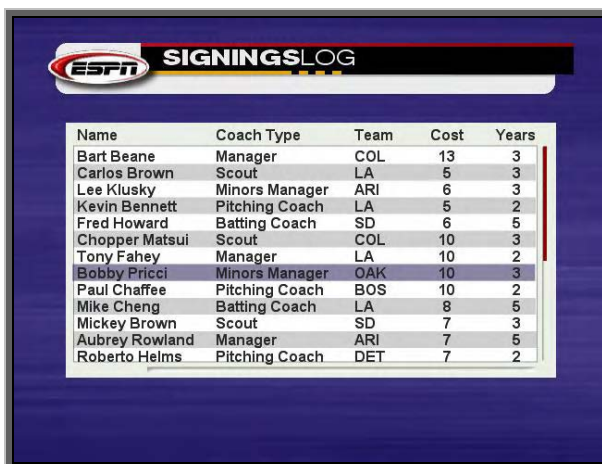 ESPN SIGNINGSLOG
Name Coach Type Team Cost Years
Bart Beane Manager COL 13 3
Carlos Brown Scout LA 5 3
Lee Klusky Minors Manager ARI 6 3
Kevin Bennett Pitching Coach LA 5 2
Fred Howard Batting Coach SD 6 5
Chopper Matsui Scout COL 10 3
Tony Fahey Manager LA 10 2
Bobby Pricci Minors Manager OAK 10 3
Paul Chaffee Pitching Coach BOS 10 2
Mike Cheng Batting Coach LA 8 5
Mickey Brown Scout SD 7 3
Aubrey Rowland Manager ARI 7 5
Roberto Helms Pitching Coach DET 7 2